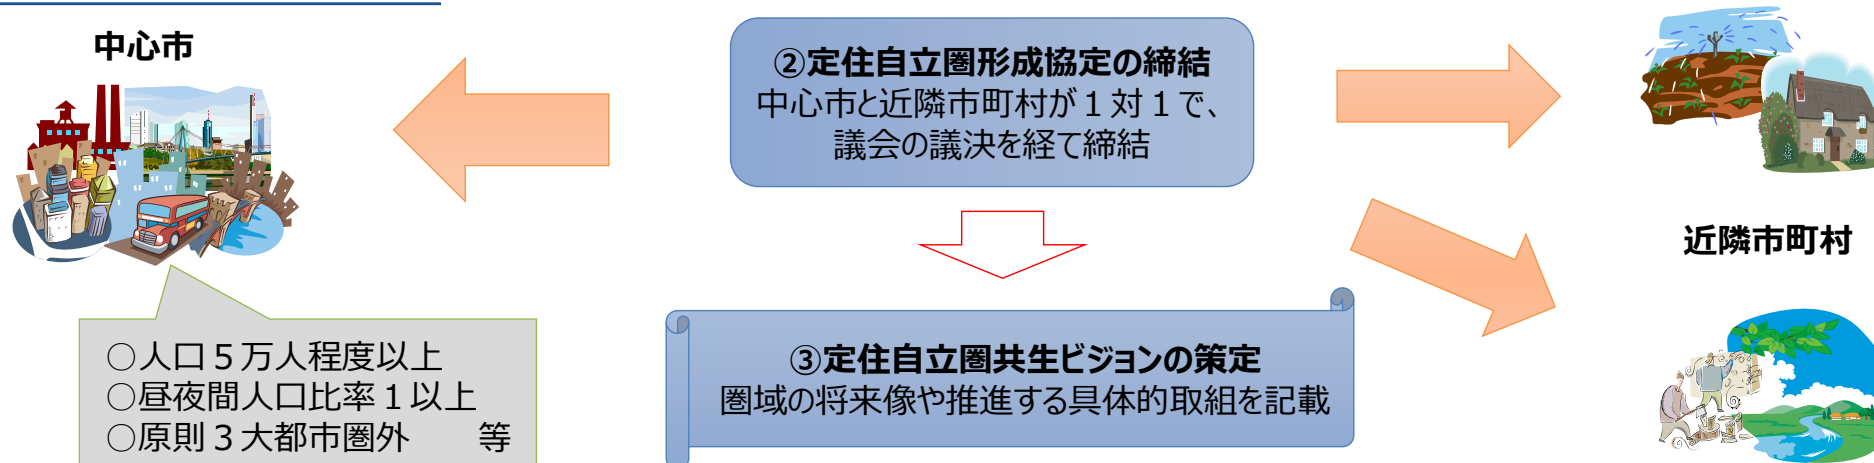 中心市
②定住自立圏形成協定の締結
中心市と近隣市町村が１対１で、
議会の議決を経て締結
近隣市町村
○人口５万人程度以上
○昼夜間人口比率１以上
○原則３大都市圏外　　等
③定住自立圏共生ビジョンの策定
圏域の将来像や推進する具体的取組を記載